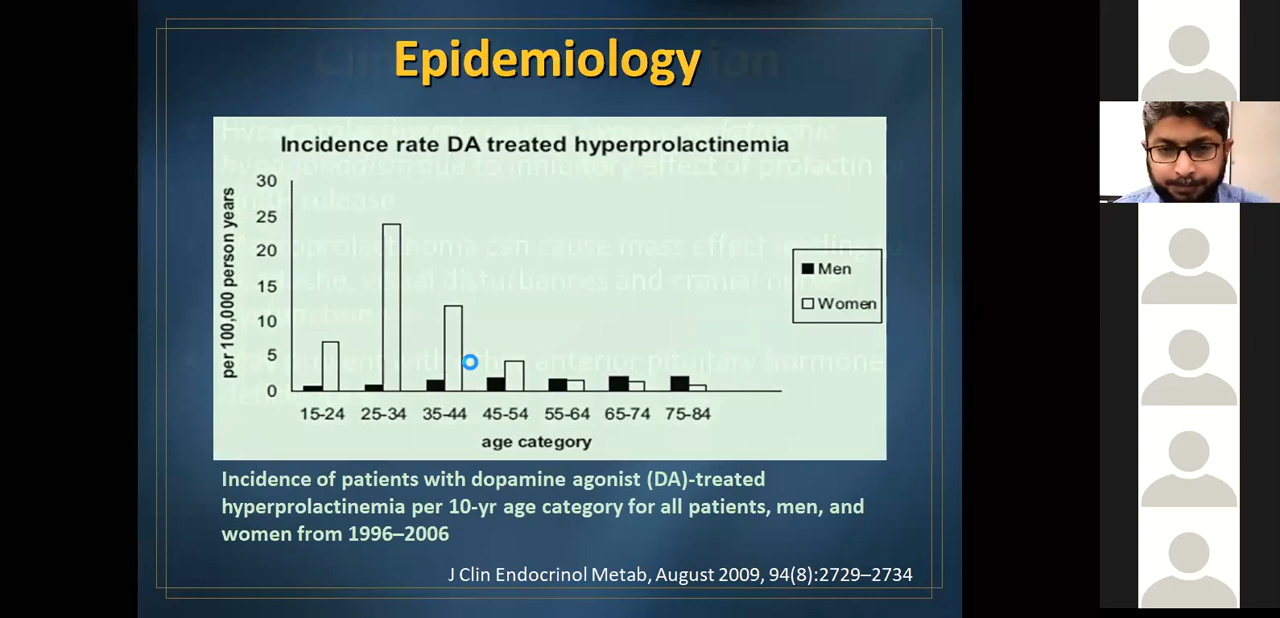 Epidemiology
Incidence rate DA treated hyperprolactinemia
per 100,000 person years
30
25
20
15
10
5
0
Men
Women
15-24 25-34 35-44 45-54 55-64 65-74 75-84
age category
Incidence of patients with dopamine agonist (DA)-treated
hyperprolactinemia per 10-yr age category for all patients, men, and
women from 1996–2006
J Clin Endocrinol Metab, August 2009, 94(8):2729–2734